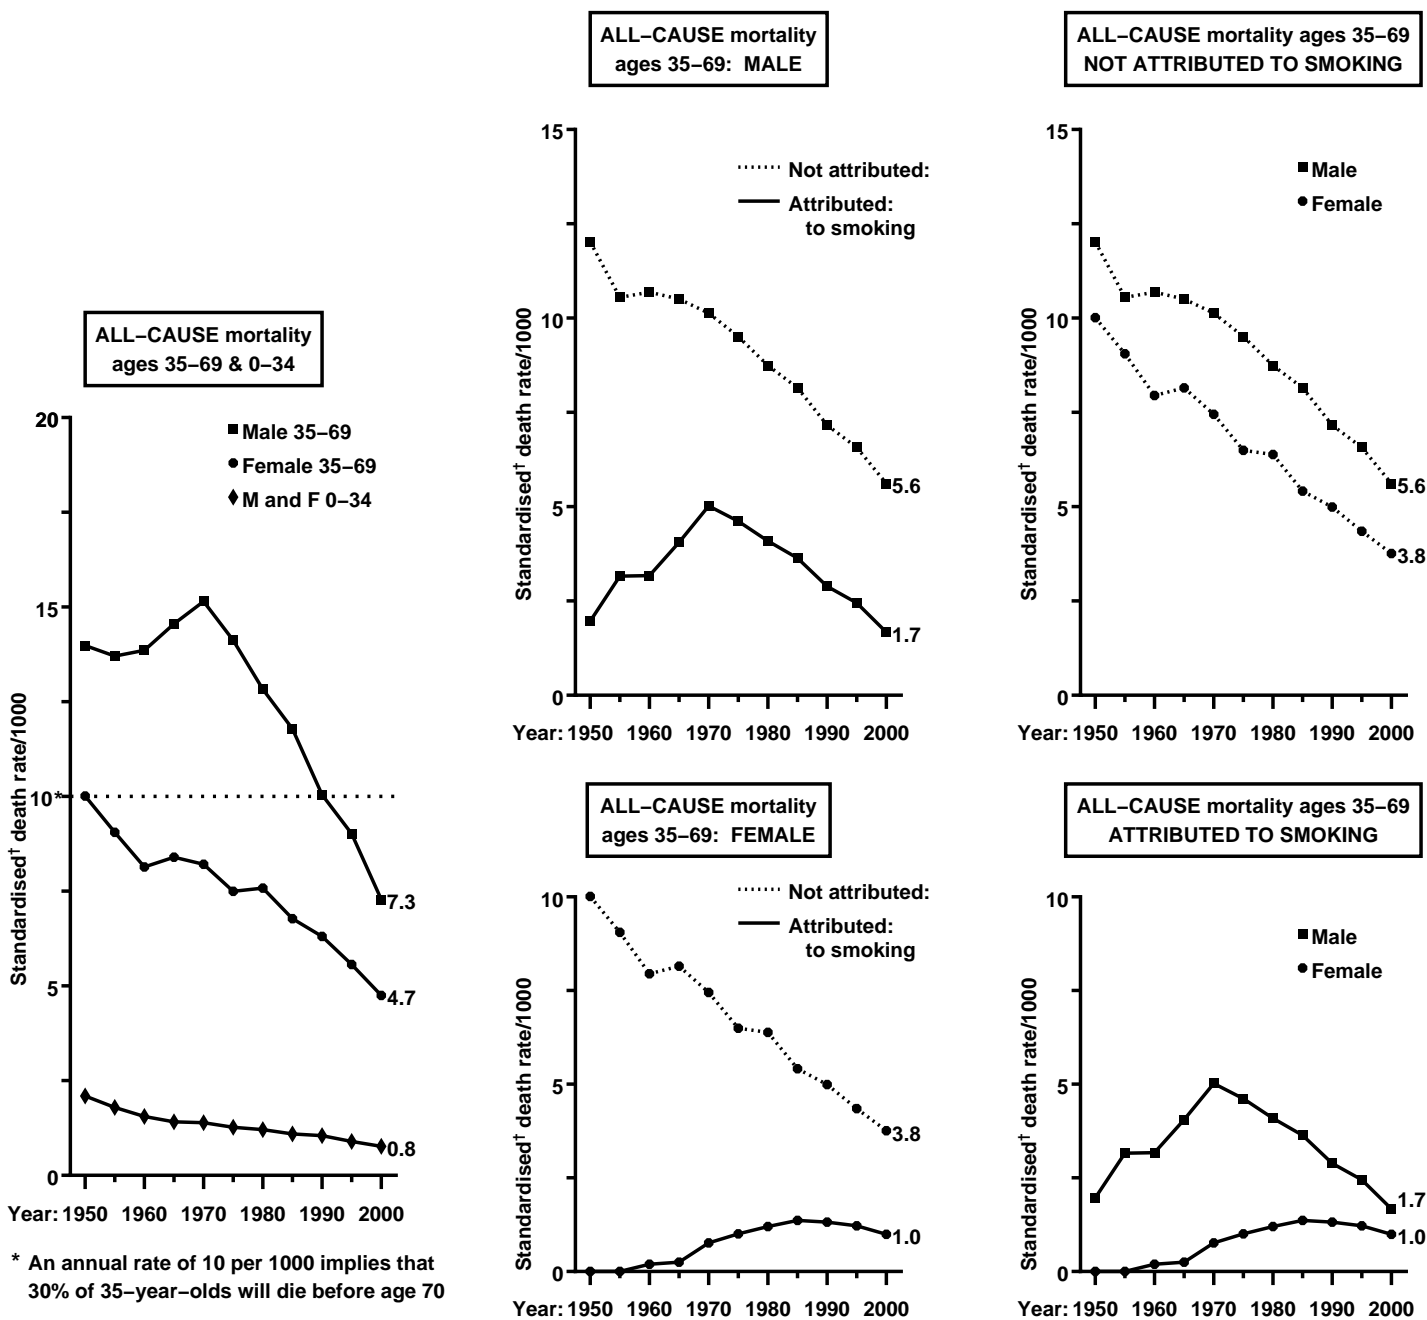 ALL−CAUSE mortality
ages 35−69 & 0−34
20
15
10*
5
0
Standardised† death rate/1000
Male 35−69
Female 35−69
M and F 0−34
7.3
4.7
0.8
Year: 1950 1960 1970 1980 1990 2000
* An annual rate of 10 per 1000 implies that
30% of 35−year−olds will die before age 70
ALL−CAUSE mortality
ages 35−69: MALE
15
10
5
0
Standardised† death rate/1000
Not attributed:
Attributed:
to smoking
5.6
1.7
Year: 1950 1960 1970 1980 1990 2000
ALL−CAUSE mortality ages 35−69
NOT ATTRIBUTED TO SMOKING
15
10
5
0
Standardised† death rate/1000
Male
Female
5.6
3.8
Year: 1950 1960 1970 1980 1990 2000
ALL−CAUSE mortality
ages 35−69: FEMALE
10
5
0
Standardised† death rate/1000
Not attributed:
Attributed:
to smoking
3.8
1.0
Year: 1950 1960 1970 1980 1990 2000
ALL−CAUSE mortality ages 35−69
ATTRIBUTED TO SMOKING
10
5
0
Standardised† death rate/1000
Male
Female
1.7
1.0
Year: 1950 1960 1970 1980 1990 2000